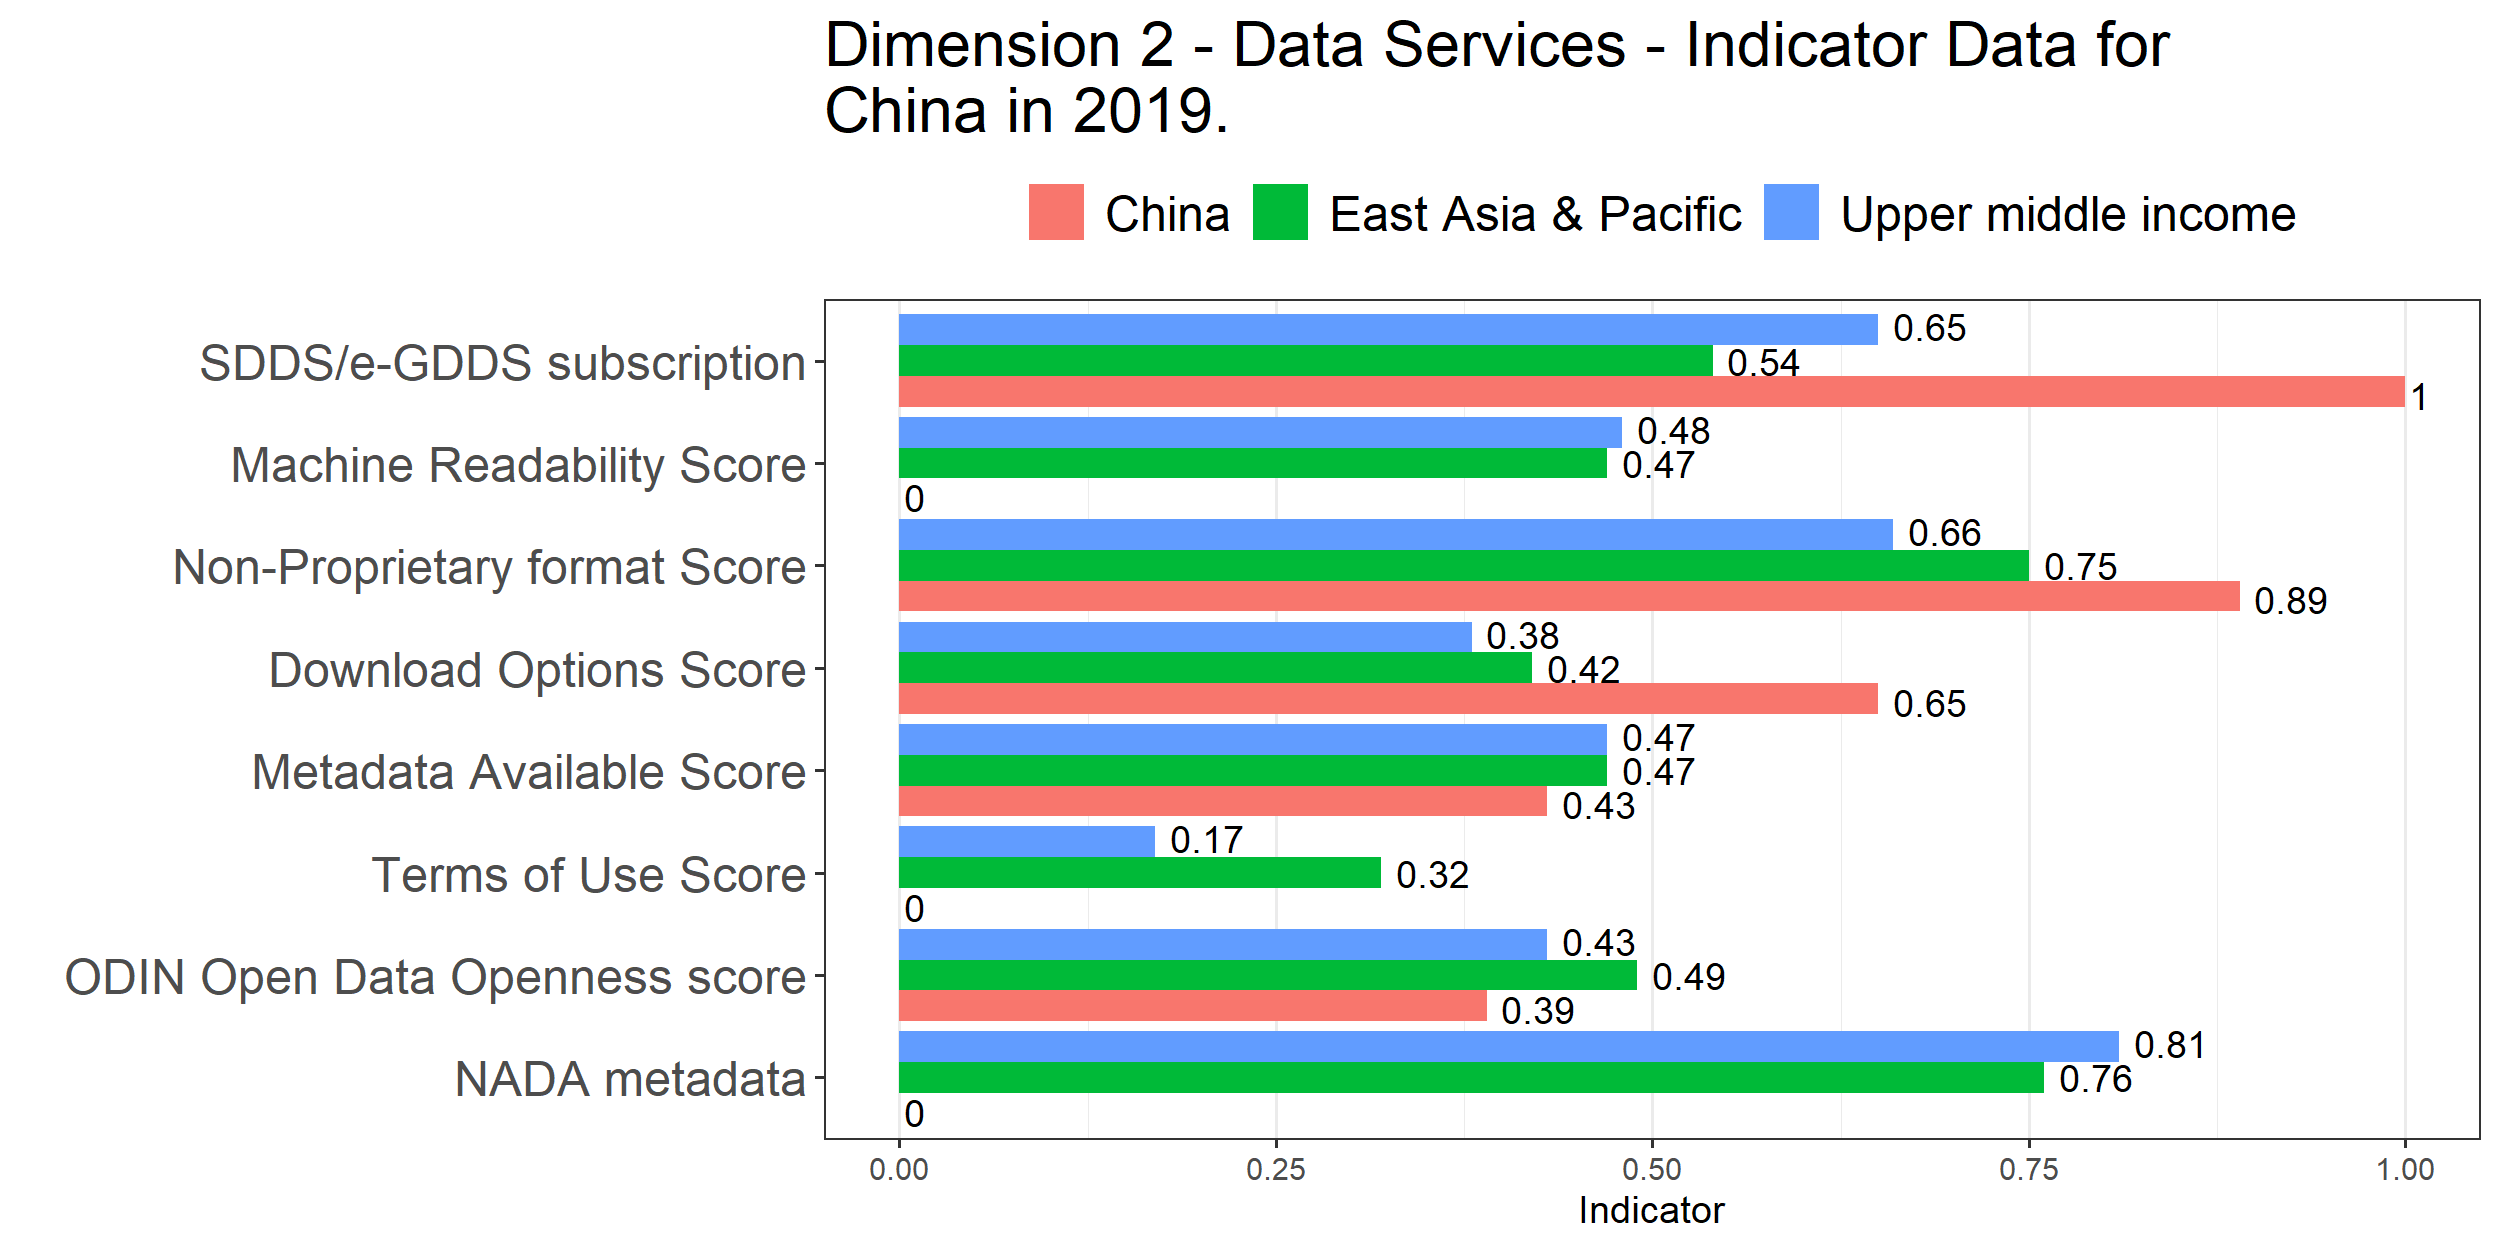 Dimension 2 - Data Services - Indicator Data for
China in 2019.
China East Asia & Pacific Upper middle income
SDDS/e-GDDS subscription
0.65
0.54
1
Machine Readability Score
0.48
0.47
0
Non-Proprietary format Score
0.66
0.75
0.89
Download Options Score
0.38
0.42
0.65
Metadata Available Score
0.47
0.47
0.43
Terms of Use Score
0.17
0.32
0
ODIN Open Data Openness score
0.43
0.49
0.39
NADA metadata
0.81
0.76
0
0.00 0.25 0.50 0.75 1.00
Indicator